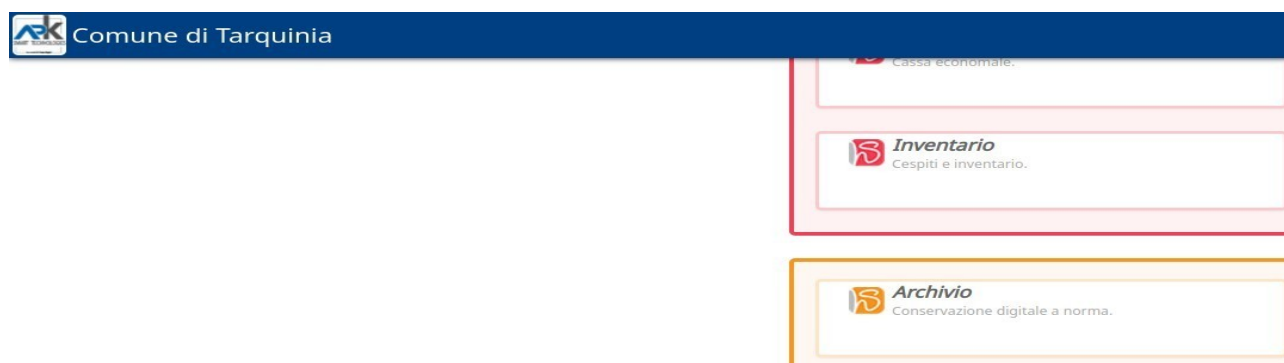 Comune di Tarquinia
Cassa economale.
Inventario
Cespiti e inventario.
Archivio
Conservazione digitale a norma.